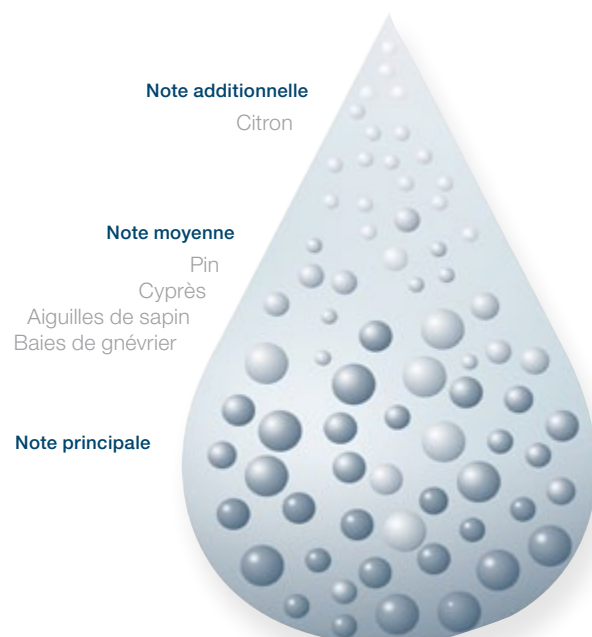 Note additionnelle
Citron
Note moyenne
Pin
Cyprès
Aiguilles de sapin
Baies de gnévrier
Note principale